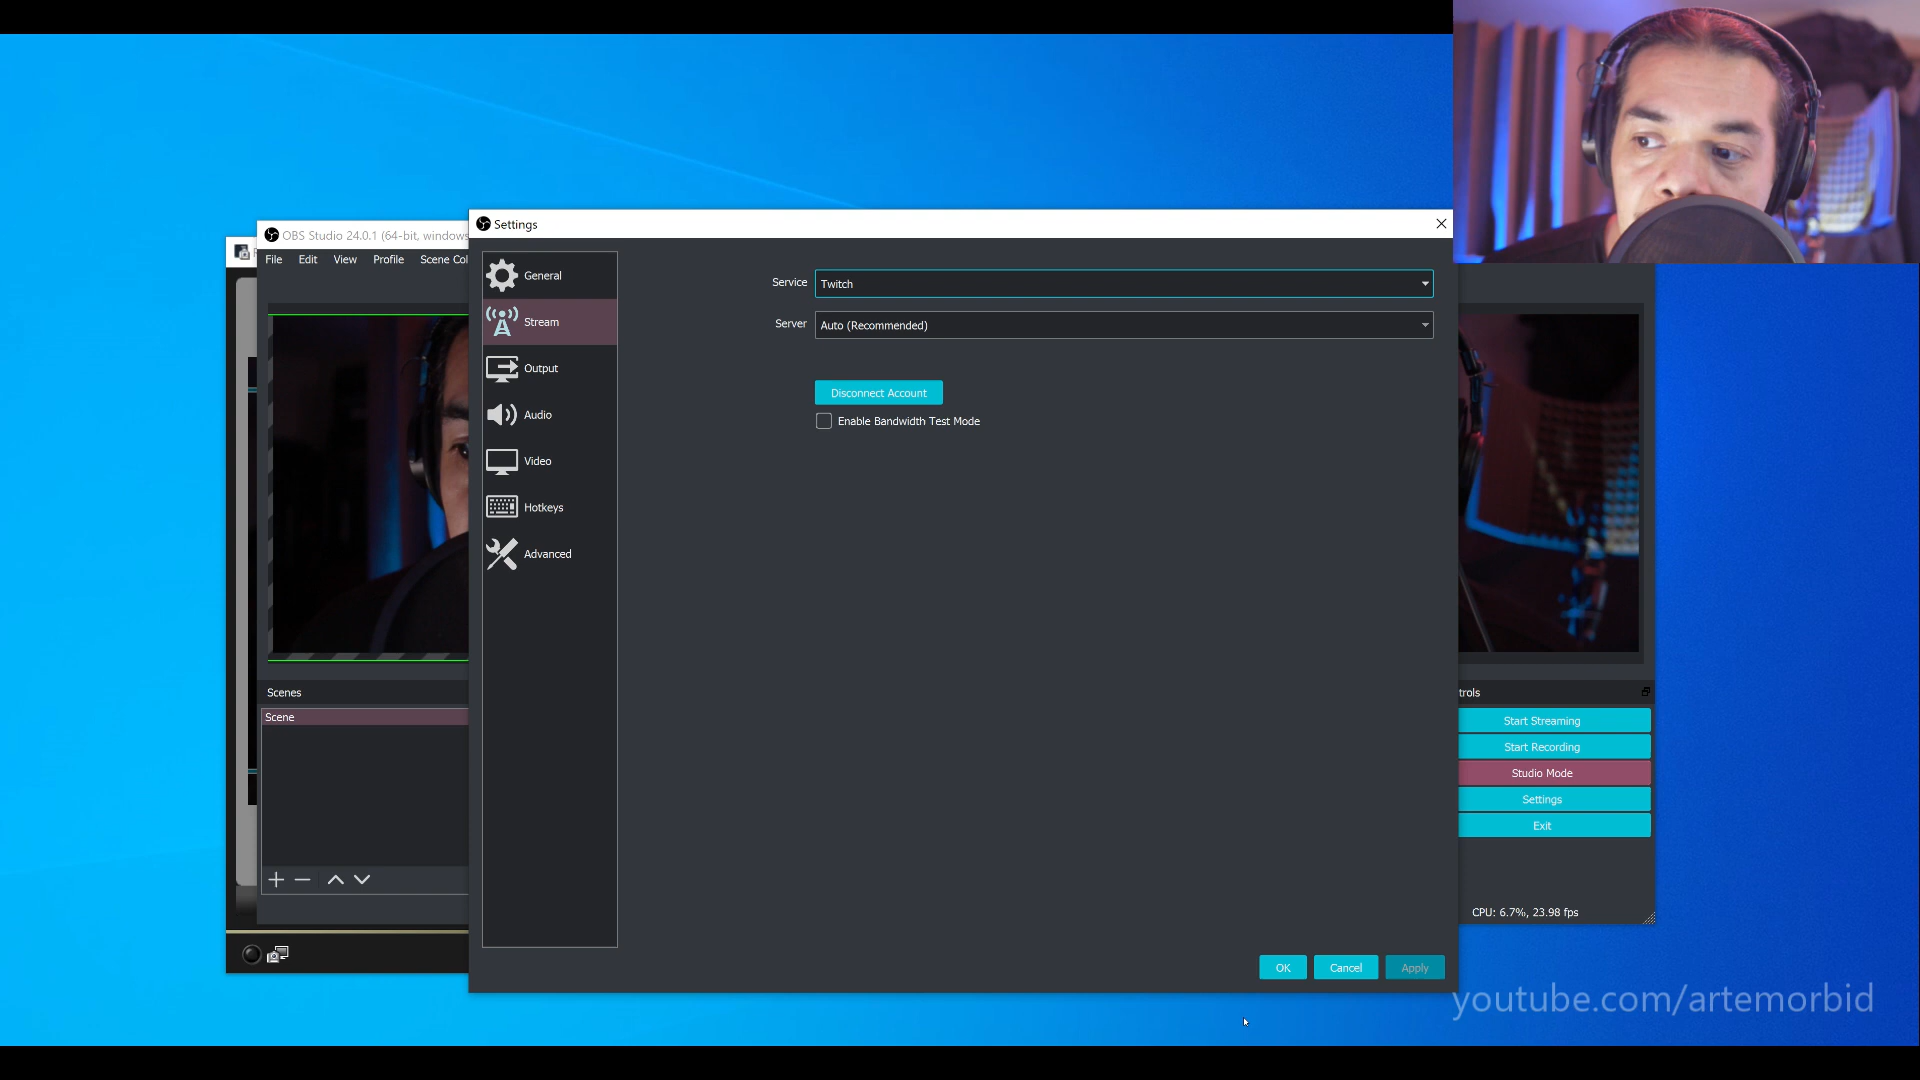 Settings
OBS Studio 24.0.1 (64-bit, windows
File Edit View Profile Scene Col
General
Stream
Output
Audio
Video
Hotkeys
Advanced
Service Twitch
Server Auto (Recommended)
Disconnect Account
Enable Bandwidth Test Mode
Scenes
Scene
trols
Start Streaming
Start Recording
Studio Mode
Settings
Exit
CPU: 6.7%, 23.98 fps
OK Cancel Apply
youtube.com/artemorbid